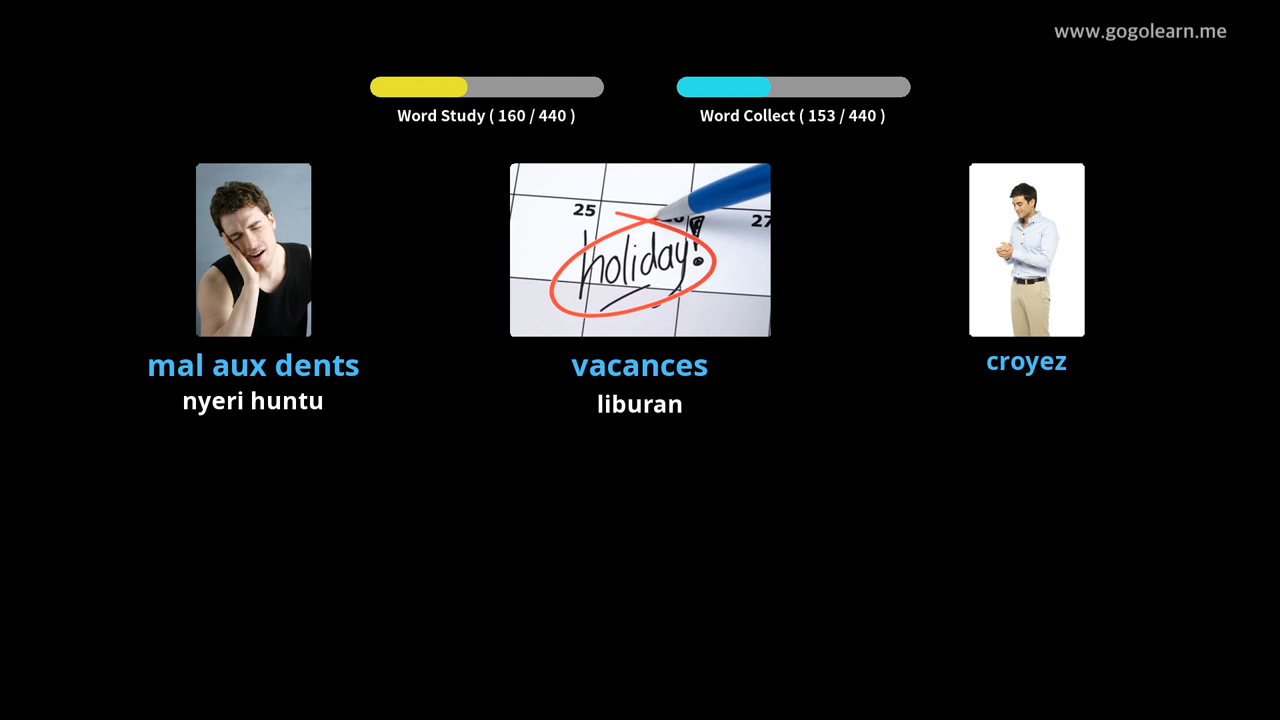 www.gogolearn.me
Word Study ( 160 / 440 )
Word Collect ( 153 / 440 )
25
27
holiday!
mal aux dents
vacances
croyez
nyeri huntu
liburan